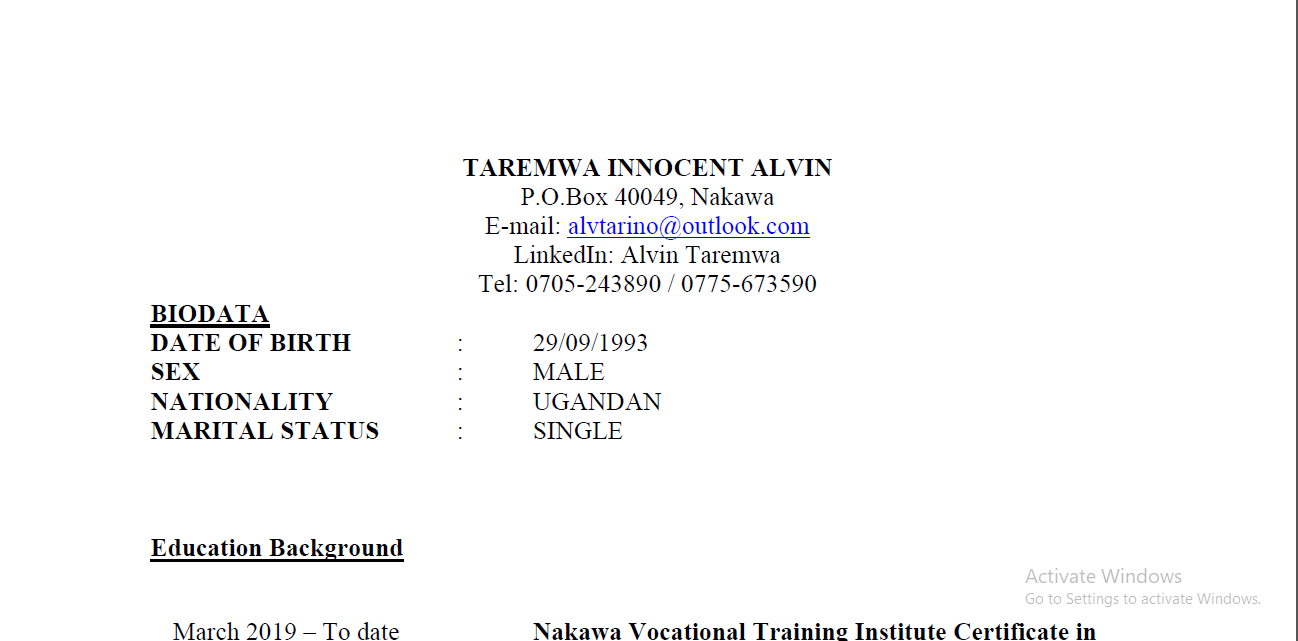 TAREMWA INNOCENT ALVIN
P.O.Box 40049, Nakawa
E-mail: alvtarino@outlook.com
LinkedIn: Alvin Taremwa
Tel: 0705-243890 / 0775-673590
BIODATA
DATE OF BIRTH : 29/09/1993
SEX : MALE
NATIONALITY : UGANDAN
MARITAL STATUS : SINGLE
Education Background
Activate Windows
Go to Settings to activate Windows.
March 2019 – To date Nakawa Vocational Training Institute Certificate in